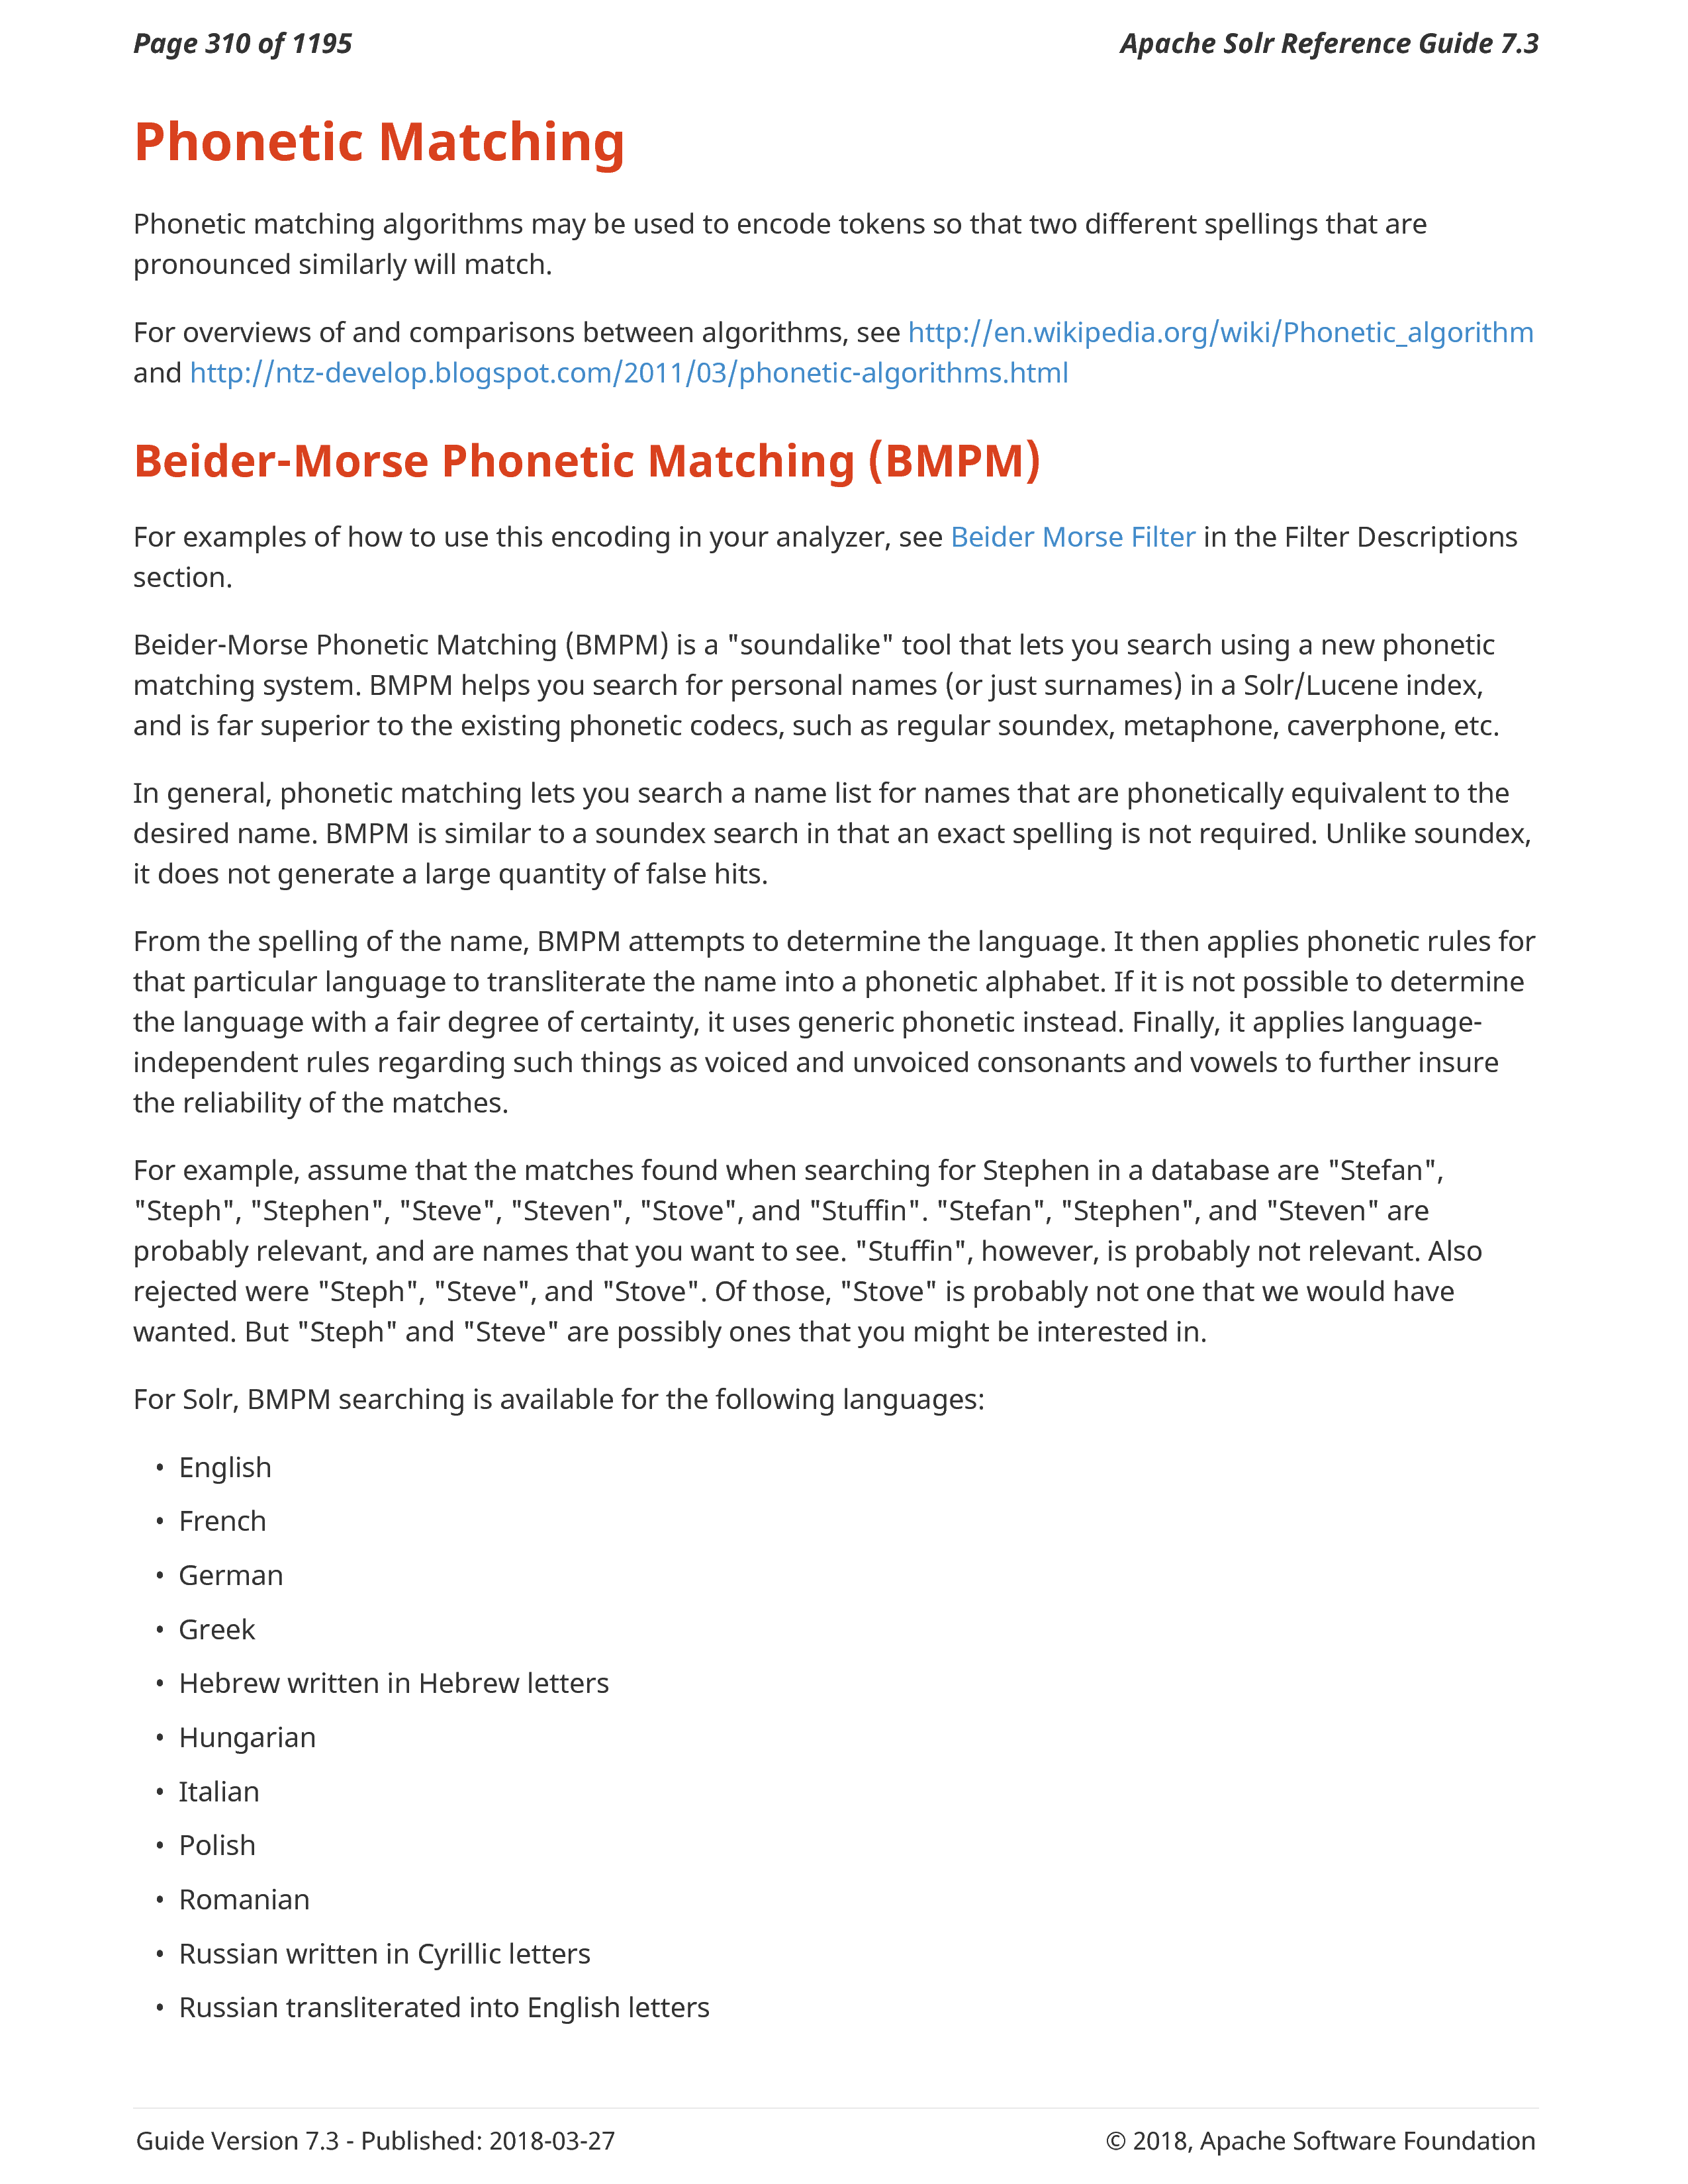 Page 310 of 1195
Apache Solr Reference Guide 7.3
Phonetic Matching
Phonetic matching algorithms may be used to encode tokens so that two different spellings that are
pronounced similarly will match.
For overviews of and comparisons between algorithms, see http://en.wikipedia.org/wiki/Phonetic_algorithm
and http://ntz-develop.blogspot.com/2011/03/phonetic-algorithms.html
Beider-Morse Phonetic Matching (BMPM)
For examples of how to use this encoding in your analyzer, see Beider Morse Filter in the Filter Descriptions
section.
Beider-Morse Phonetic Matching (BMPM) is a "soundalike" tool that lets you search using a new phonetic
matching system. BMPM helps you search for personal names (or just surnames) in a Solr/Lucene index,
and is far superior to the existing phonetic codecs, such as regular soundex, metaphone, caverphone, etc.
In general, phonetic matching lets you search a name list for names that are phonetically equivalent to the
desired name. BMPM is similar to a soundex search in that an exact spelling is not required. Unlike soundex,
it does not generate a large quantity of false hits.
From the spelling of the name, BMPM attempts to determine the language. It then applies phonetic rules for
that particular language to transliterate the name into a phonetic alphabet. If it is not possible to determine
the language with a fair degree of certainty, it uses generic phonetic instead. Finally, it applies language-
independent rules regarding such things as voiced and unvoiced consonants and vowels to further insure
the reliability of the matches.
For example, assume that the matches found when searching for Stephen in a database are "Stefan",
"Steph", "Stephen", "Steve", "Steven", "Stove", and "Stuffin". "Stefan", "Stephen", and "Steven" are
probably relevant, and are names that you want to see. "Stuffin", however, is probably not relevant. Also
rejected were "Steph", "Steve", and "Stove". Of those, "Stove" is probably not one that we would have
wanted. But "Steph" and "Steve" are possibly ones that you might be interested in.
For Solr, BMPM searching is available for the following languages:
• English
• French
• German
• Greek
• Hebrew written in Hebrew letters
• Hungarian
• Italian
• Polish
• Romanian
• Russian written in Cyrillic letters
• Russian transliterated into English letters
Guide Version 7.3 - Published: 2018-03-27
© 2018, Apache Software Foundation